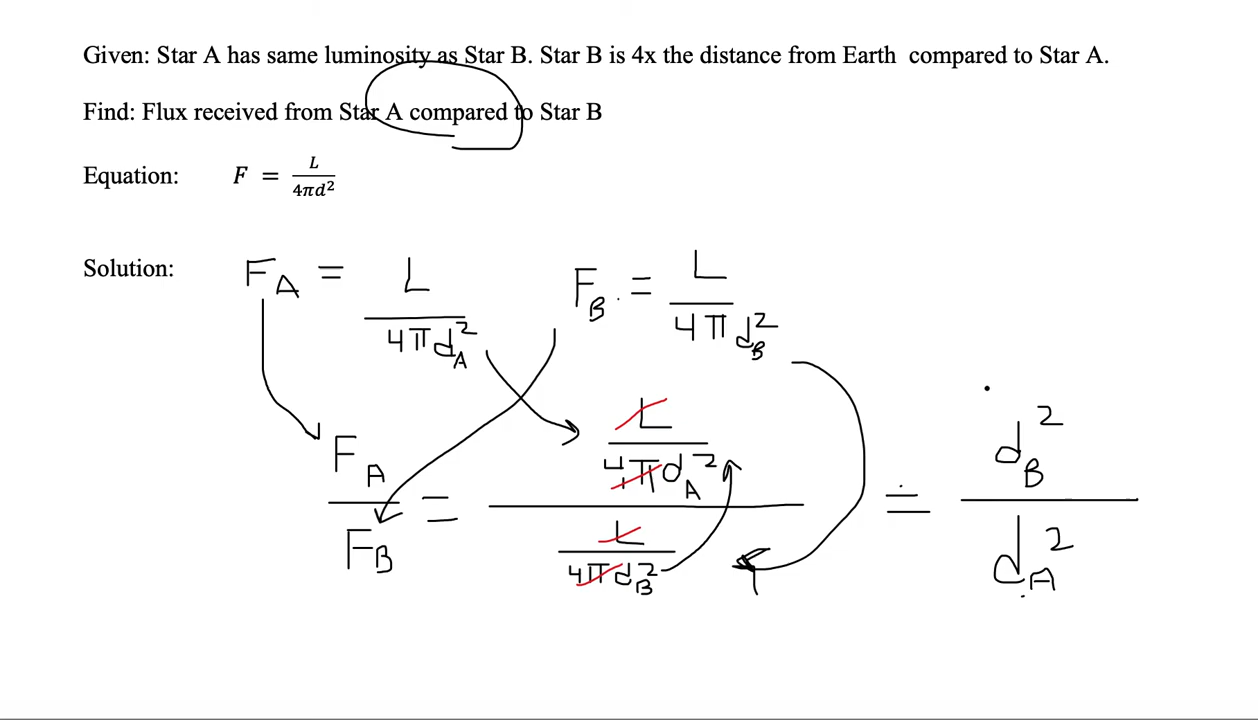 Given: Star A has same luminosity as Star B. Star B is 4x the distance from Earth compared to Star A.
Find: Flux received from Star A compared to Star B
Equation: F = L / 4πd²
Solution: F_A = L / 4πd_A² F_B = L / 4πd_B²
F_A / F_B = (L / 4πd_A²) / (L / 4πd_B²) = d_B² / d_A²